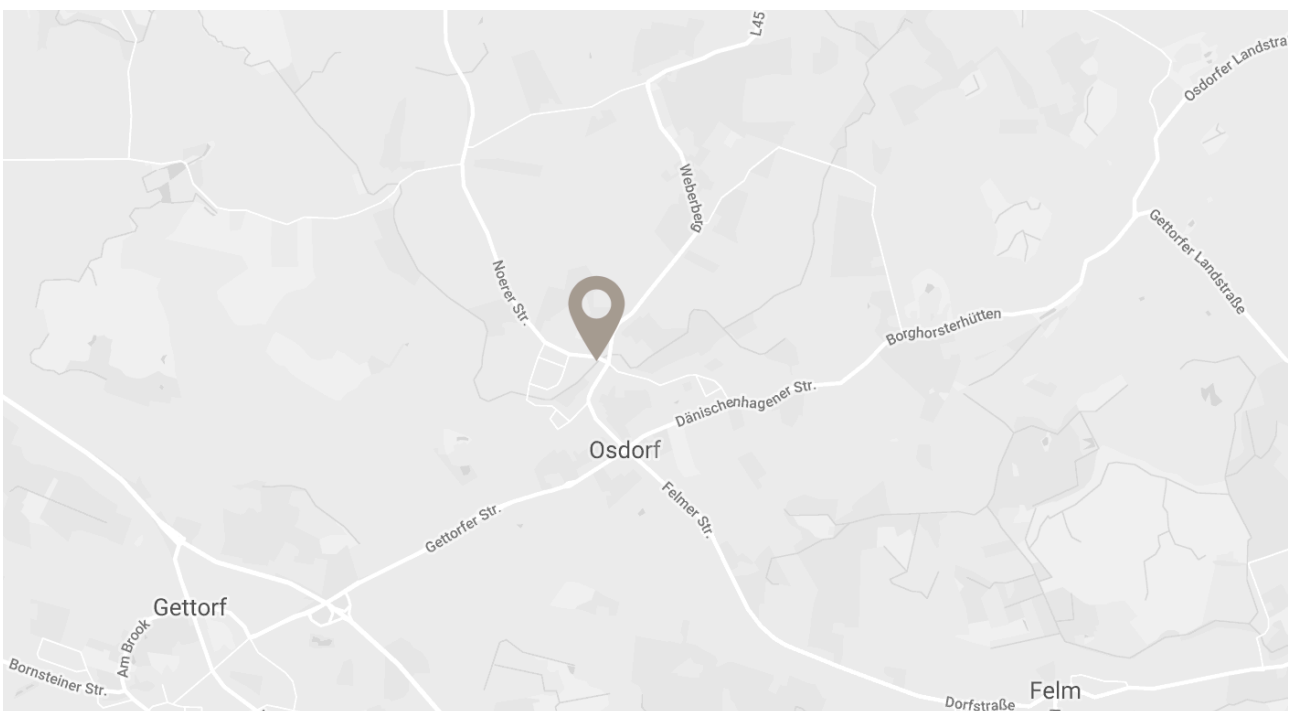 L45
Osdorfer Landstra
Weberberg
Gettorfer Landstraße
Noerer Str.
Borghorsterhütten
Dänischenhagener Str.
Osdorf
Felmer Str.
Gettorfer Str.
Gettorf
Am Brook
Bornsteiner Str.
Felm
Dorfstraße